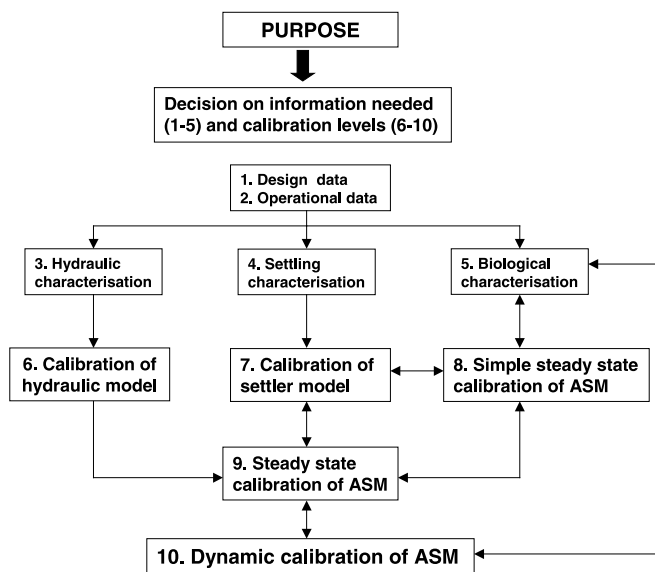 PURPOSE
Decision on information needed
(1-5) and calibration levels (6-10)
1. Design data
2. Operational data
3. Hydraulic
characterisation
4. Settling
characterisation
5. Biological
characterisation
6. Calibration of
hydraulic model
7. Calibration of
settler model
8. Simple steady state
calibration of ASM
9. Steady state
calibration of ASM
10. Dynamic calibration of ASM